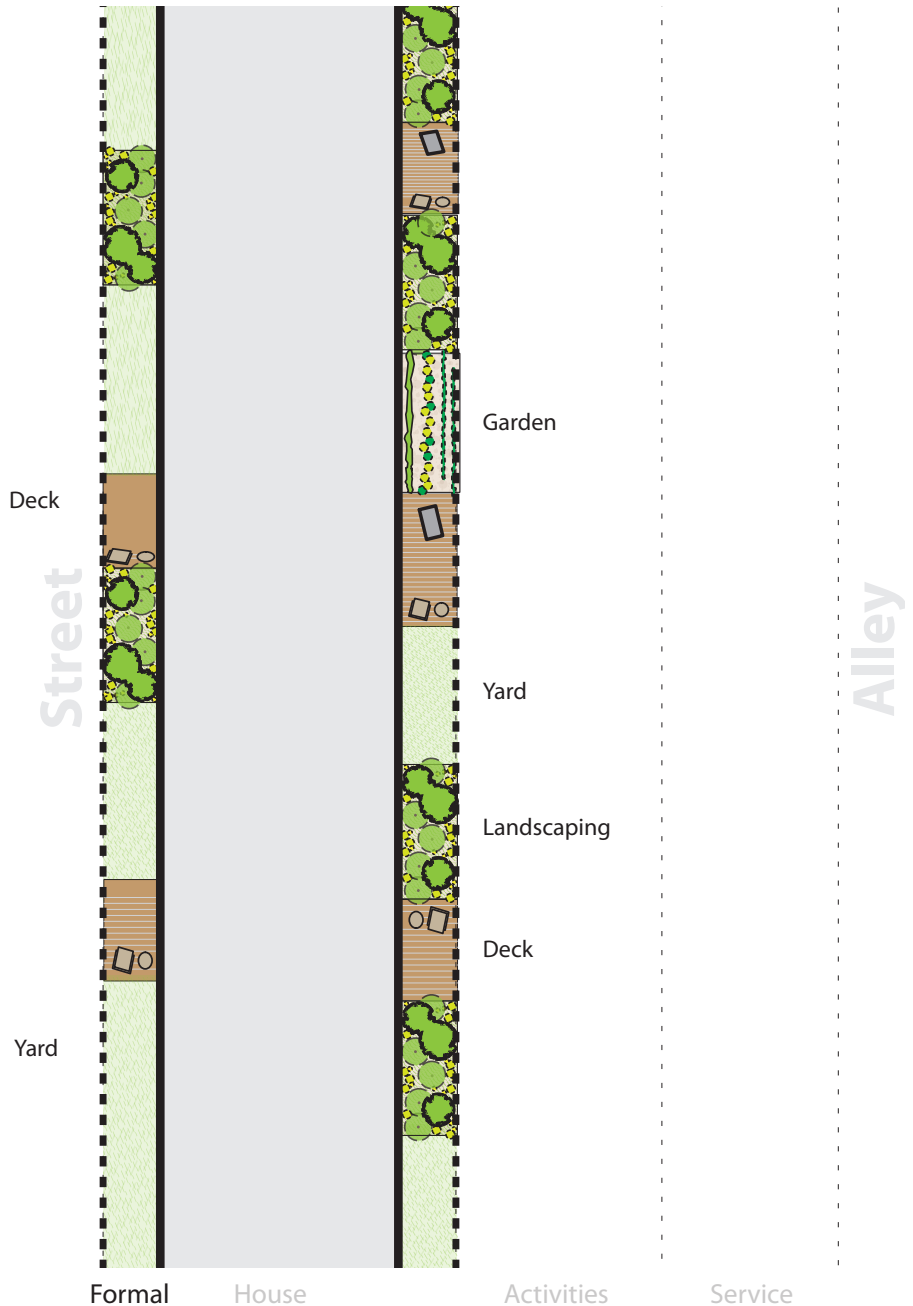 Garden
Deck
Street
Alley
Yard
Landscaping
Deck
Yard
Formal
House
Activities
Service